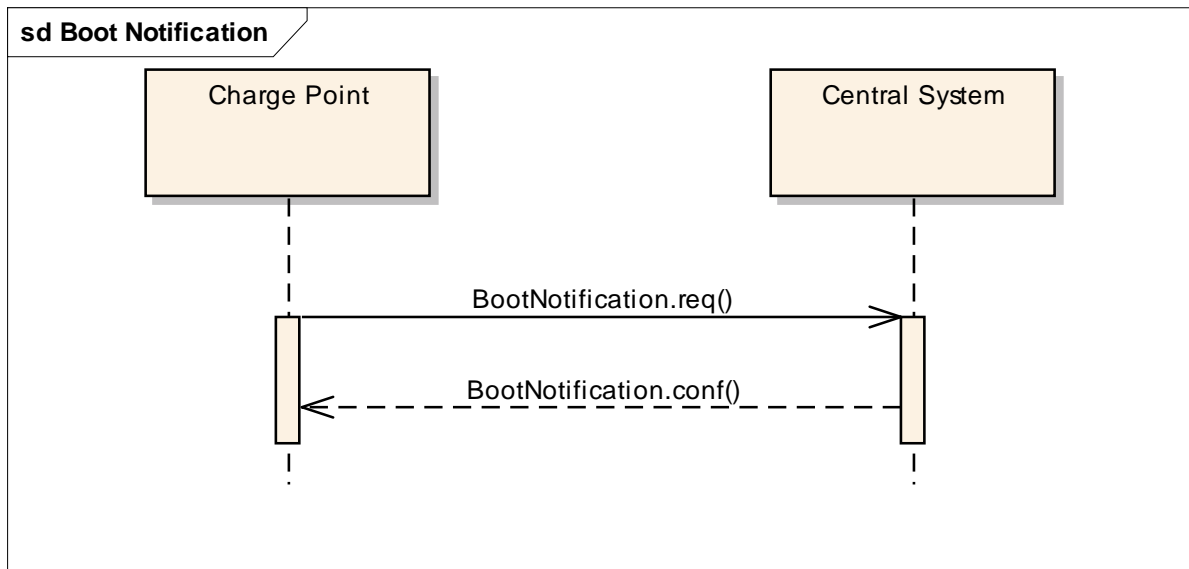 sd Boot Notification
Charge Point
Central System
BootNotification.req()
BootNotification.conf()